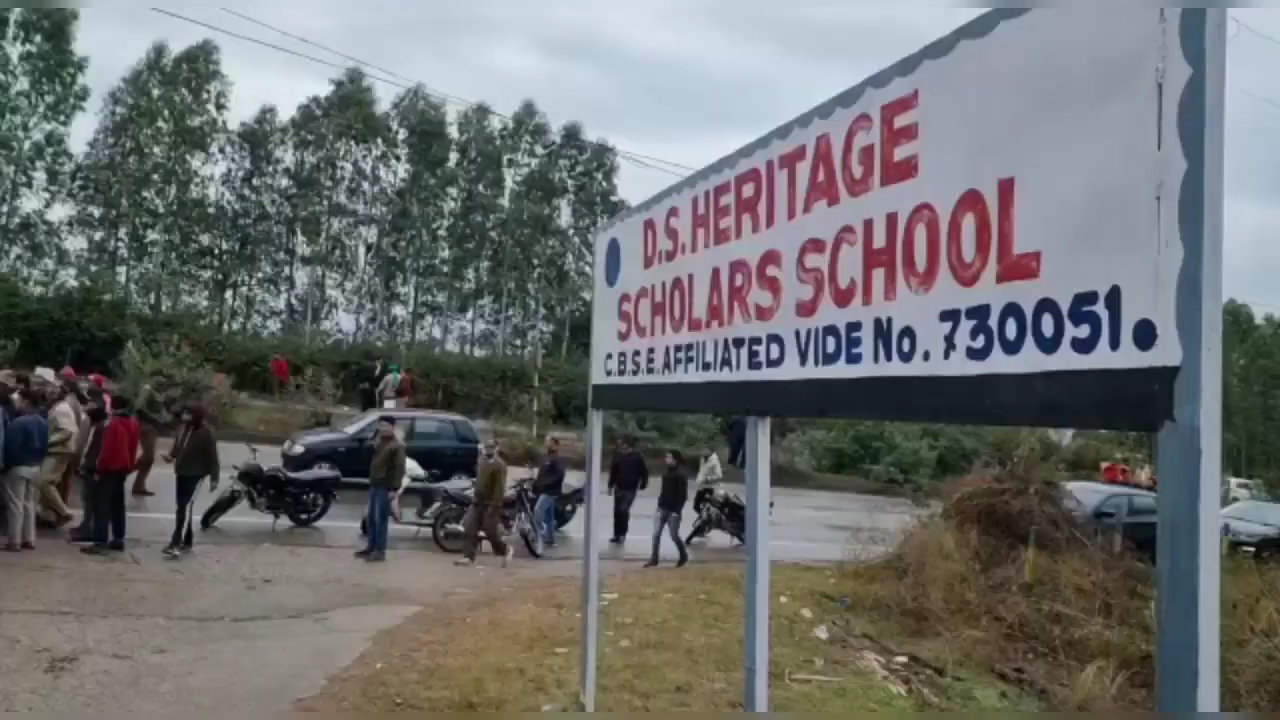 D.S. HERITAGE
SCHOLARS SCHOOL
C.B.S.E. AFFILIATED VIDE No. 730051.